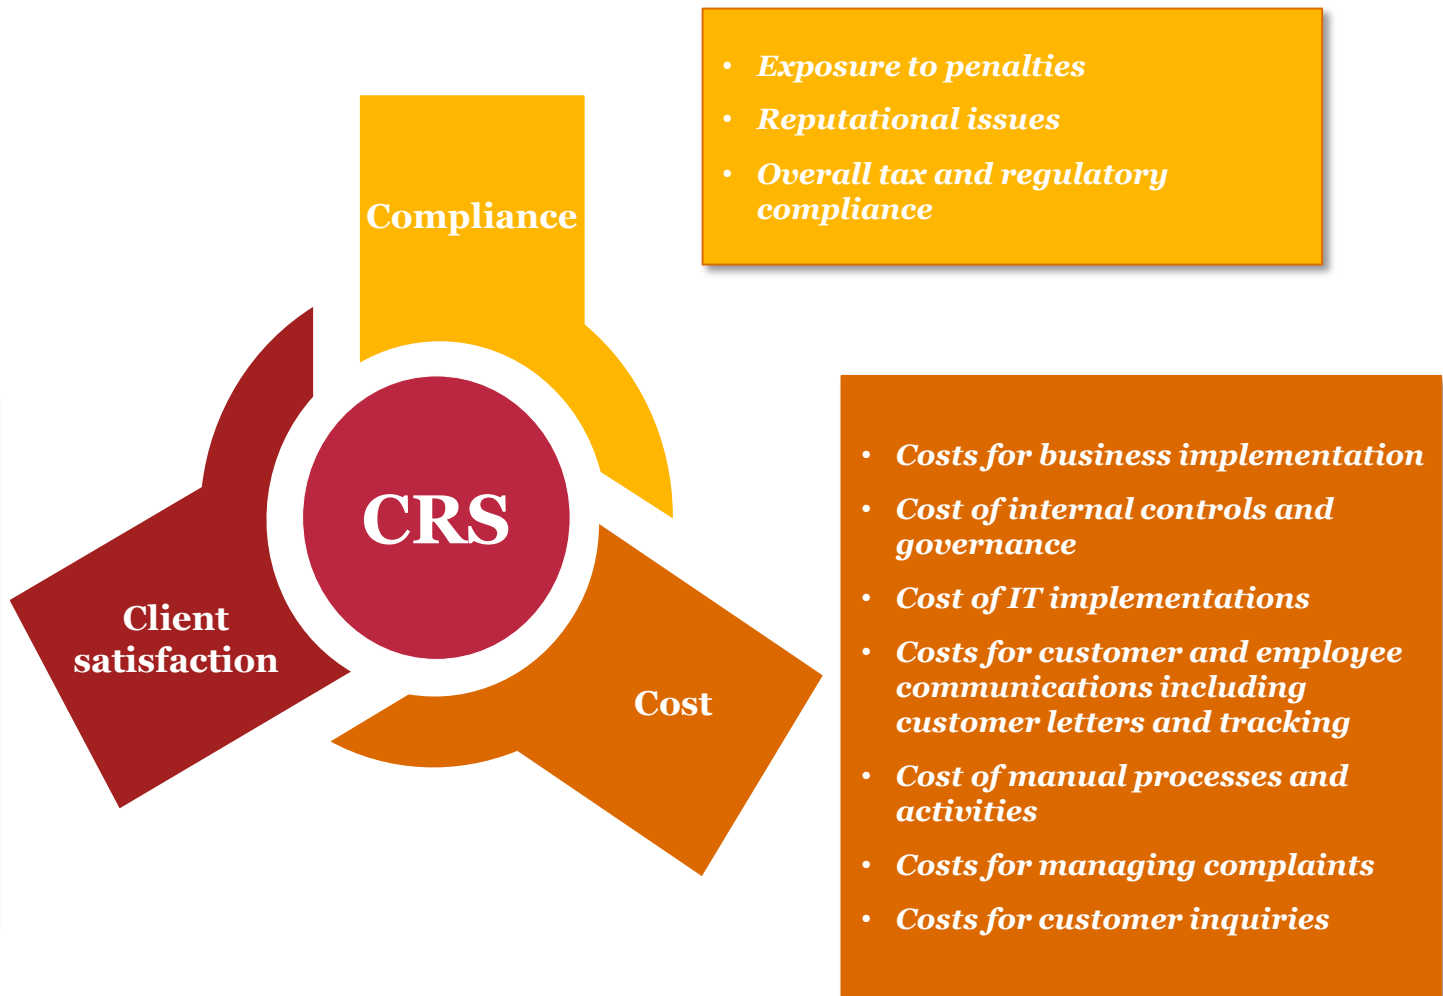 • Exposure to penalties
• Reputational issues
• Overall tax and regulatory
compliance
Compliance
CRS
Client
satisfaction
Cost
• Costs for business implementation
• Cost of internal controls and
governance
• Cost of IT implementations
• Costs for customer and employee
communications including
customer letters and tracking
• Cost of manual processes and
activities
• Costs for managing complaints
• Costs for customer inquiries